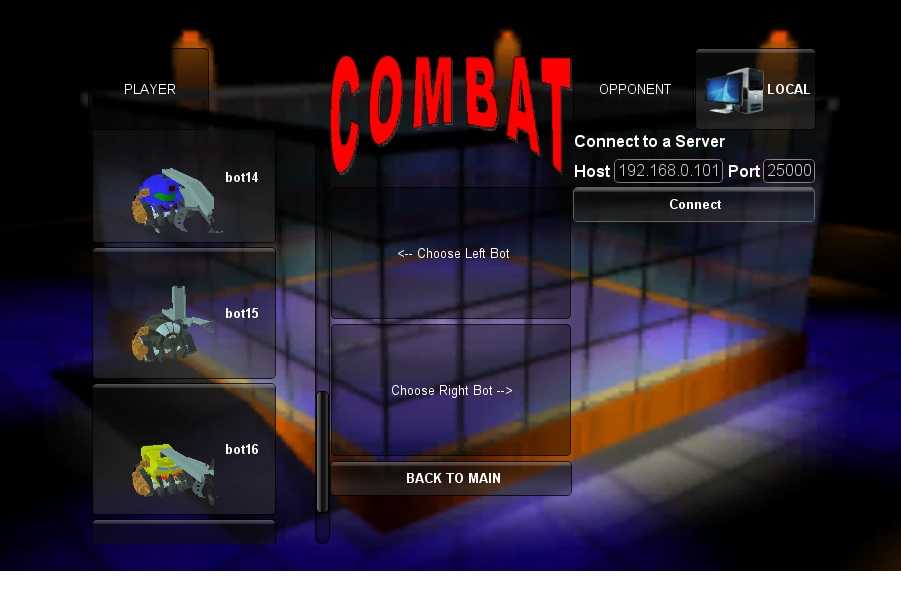 COMBAT
PLAYER
OPPONENT
LOCAL
Connect to a Server
Host 192.168.0.101 Port 25000
Connect
bot14
bot15
bot16
<-- Choose Left Bot
Choose Right Bot -->
BACK TO MAIN